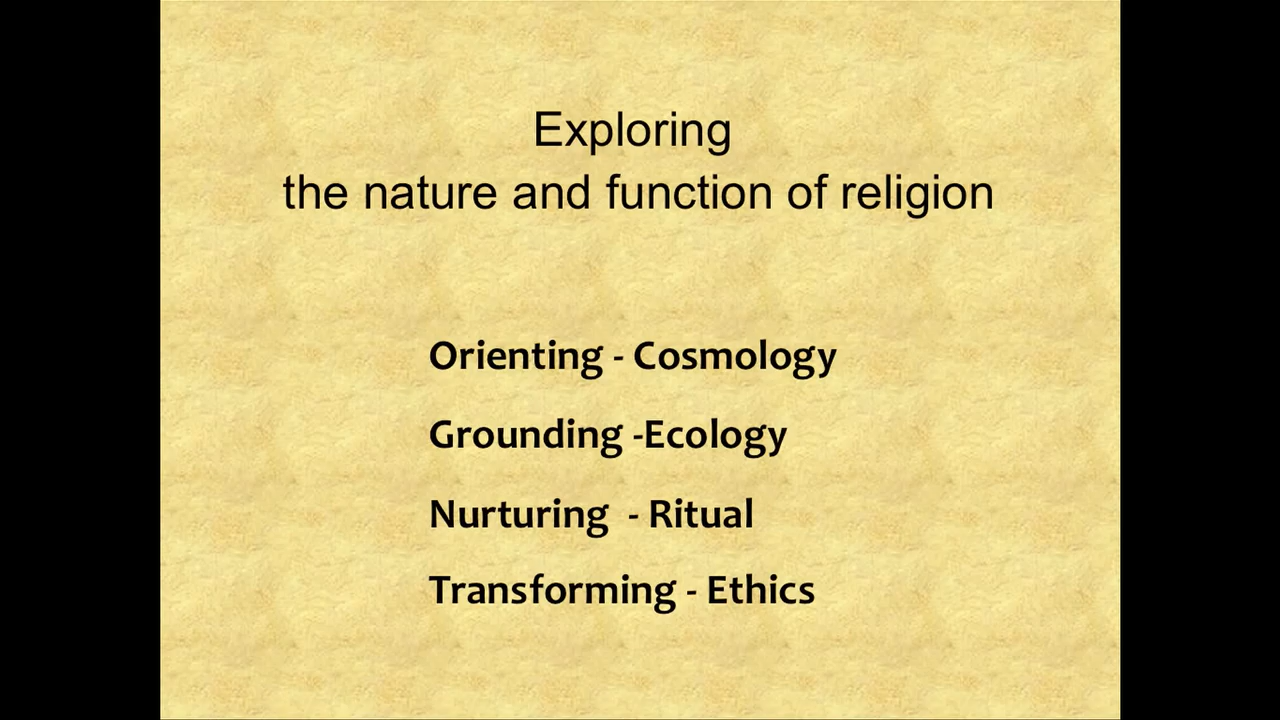 Exploring
the nature and function of religion
Orienting - Cosmology
Grounding -Ecology
Nurturing  - Ritual
Transforming - Ethics